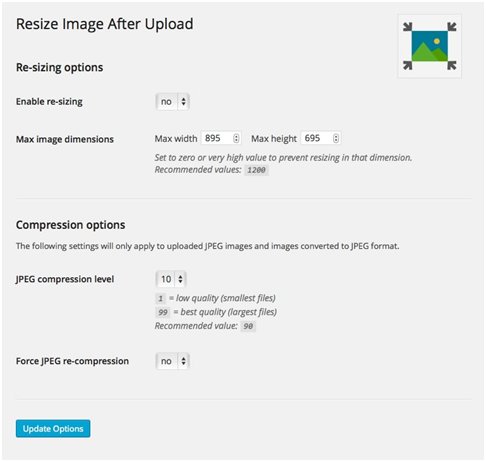 Resize Image After Upload
Re-sizing options
Enable re-sizing no
Max image dimensions Max width 895 Max height 695
Set to zero or very high value to prevent resizing in that dimension.
Recommended values: 1200
Compression options
The following settings will only apply to uploaded JPEG images and images converted to JPEG format.
JPEG compression level 10
1 = low quality (smallest files)
99 = best quality (largest files)
Recommended value: 90
Force JPEG re-compression no
Update Options